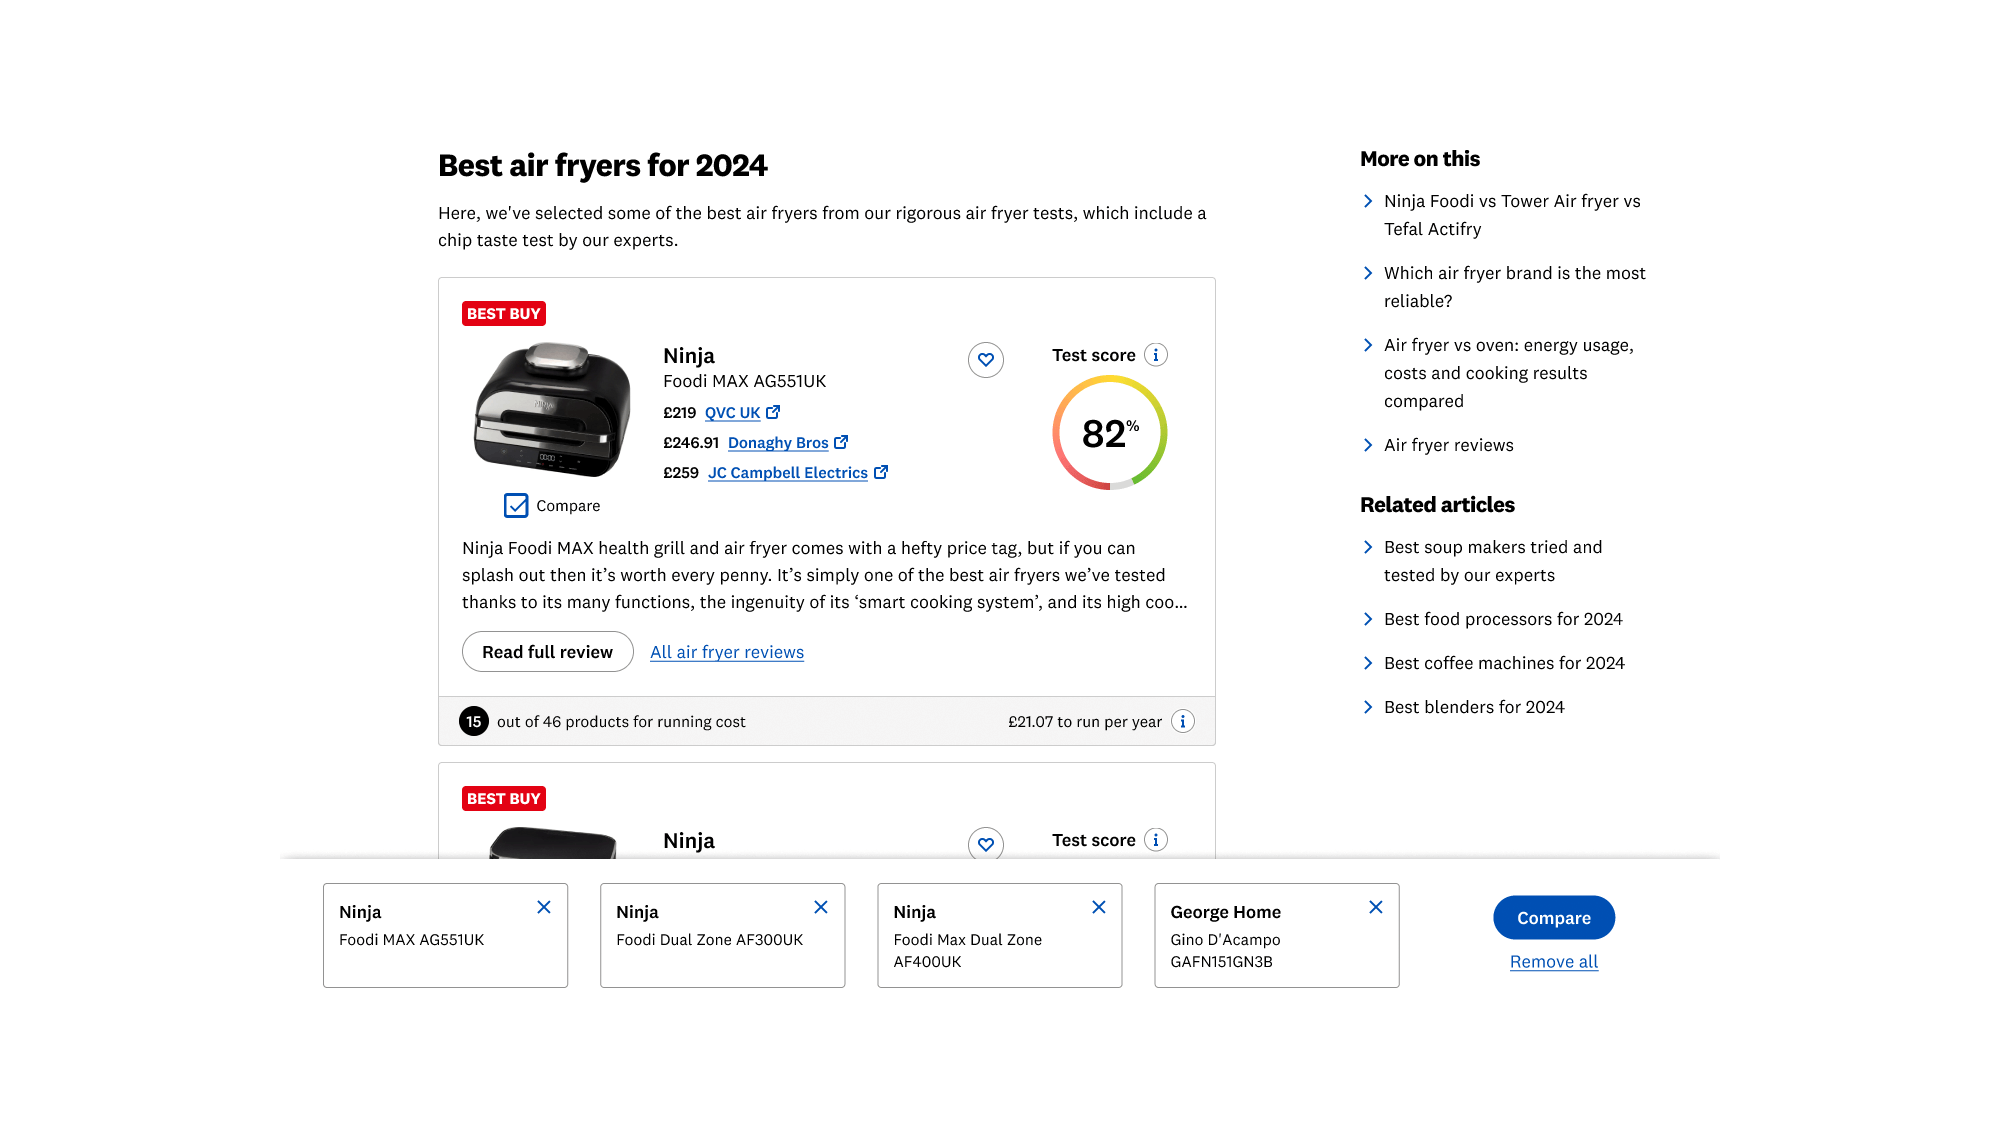 Best air fryers for 2024
Here, we've selected some of the best air fryers from our rigorous air fryer tests, which include a
chip taste test by our experts.
BEST BUY
Ninja
Foodi MAX AG551UK
£219 QVC UK
£246.91 Donaghy Bros
£259 JC Campbell Electrics
Test score
82%
Compare
Ninja Foodi MAX health grill and air fryer comes with a hefty price tag, but if you can
splash out then it’s worth every penny. It’s simply one of the best air fryers we’ve tested
thanks to its many functions, the ingenuity of its ‘smart cooking system’, and its high coo...
Read full review All air fryer reviews
15 out of 46 products for running cost £21.07 to run per year
BEST BUY
Ninja
Test score
More on this
Ninja Foodi vs Tower Air fryer vs
Tefal Actifry
Which air fryer brand is the most
reliable?
Air fryer vs oven: energy usage,
costs and cooking results
compared
Air fryer reviews
Related articles
Best soup makers tried and
tested by our experts
Best food processors for 2024
Best coffee machines for 2024
Best blenders for 2024
Ninja
Foodi MAX AG551UK
Ninja
Foodi Dual Zone AF300UK
Ninja
Foodi Max Dual Zone
AF400UK
George Home
Gino D'Acampo
GAFN151GN3B
Compare
Remove all